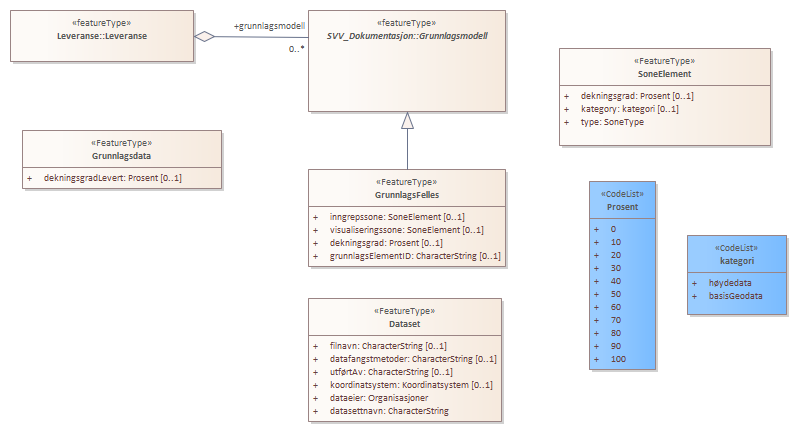 «featureType»
Leveranse::Leveranse
+grunnlagsmodell
0..*
«featureType»
SVV_Dokumentasjon::Grunnlagsmodell
«FeatureType»
SoneElement
+ dekningsgrad: Prosent [0..1]
+ kategory: kategori [0..1]
+ type: SoneType
«FeatureType»
Grunnlagsdata
+ dekningsgradLevert: Prosent [0..1]
«FeatureType»
GrunnlagsFelles
+ inngrepssone: SoneElement [0..1]
+ visualiseringssone: SoneElement [0..1]
+ dekningsgrad: Prosent [0..1]
+ grunnlagsElementID: CharacterString [0..1]
«CodeList»
Prosent
+ 0
+ 10
+ 20
+ 30
+ 40
+ 50
+ 60
+ 70
+ 80
+ 90
+ 100
«CodeList»
kategori
+ høydedata
+ basisGeodata
«FeatureType»
Dataset
+ filnavn: CharacterString [0..1]
+ datafangstmetoder: CharacterString [0..1]
+ utførtAv: CharacterString [0..1]
+ koordinatsystem: Koordinatsystem [0..1]
+ dataeier: Organisasjoner
+ datasettnavn: CharacterString